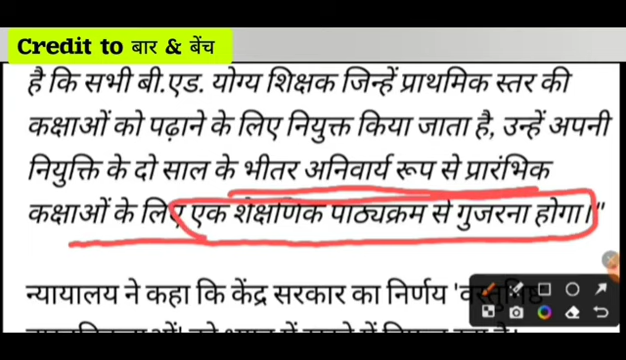 Credit to बार & बेंच
है कि सभी बी.एड. योग्य शिक्षक जिन्हें प्राथमिक स्तर की
कक्षाओं को पढ़ाने के लिए नियुक्त किया जाता है, उन्हें अपनी
नियुक्ति के दो साल के भीतर अनिवार्य रूप से प्रारंभिक
कक्षाओं के लिए एक शैक्षणिक पाठ्यक्रम से गुजरना होगा।"
न्यायालय ने कहा कि केंद्र सरकार का निर्णय 'वस्तुनिष्ठ